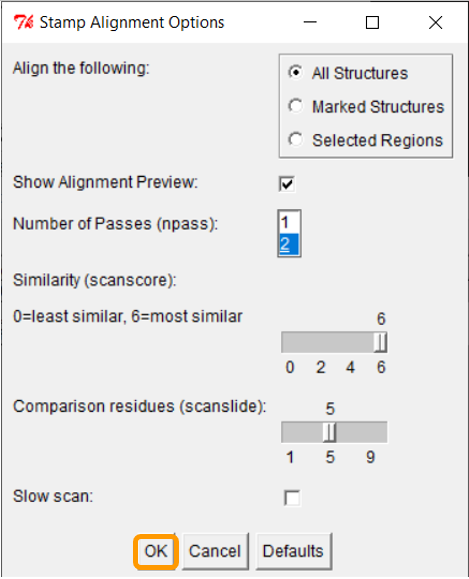 Stamp Alignment Options
Align the following:
All Structures
Marked Structures
Selected Regions
Show Alignment Preview:
Number of Passes (npass):
1
2
Similarity (scanscore):
0=least similar, 6=most similar
6
0 2 4 6
Comparison residues (scanslide):
5
1 5 9
Slow scan:
OK Cancel Defaults